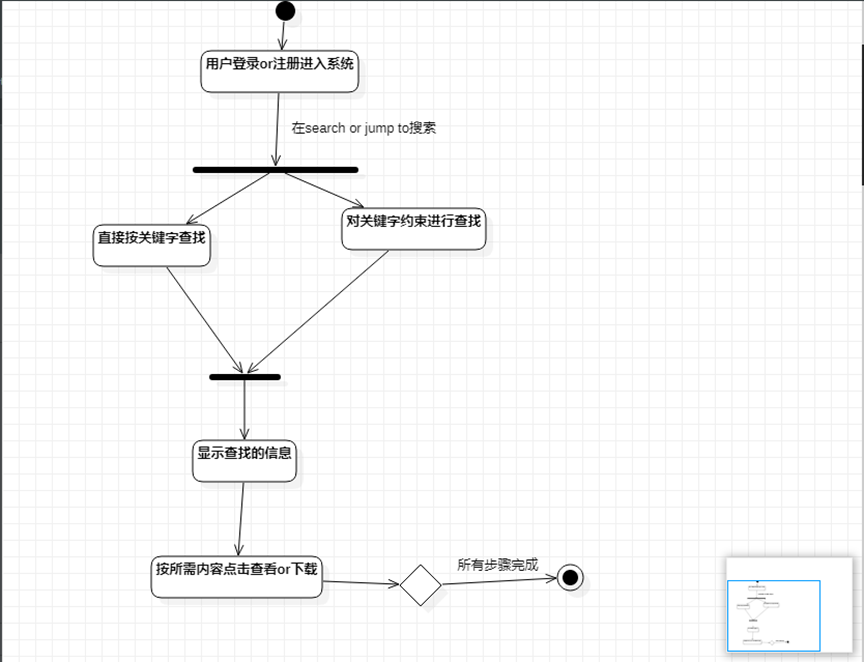 用户登录or注册进入系统
在search or jump to搜索
对关键字约束进行查找
直接按关键字查找
显示查找的信息
所有步骤完成
按所需内容点击查看or下载